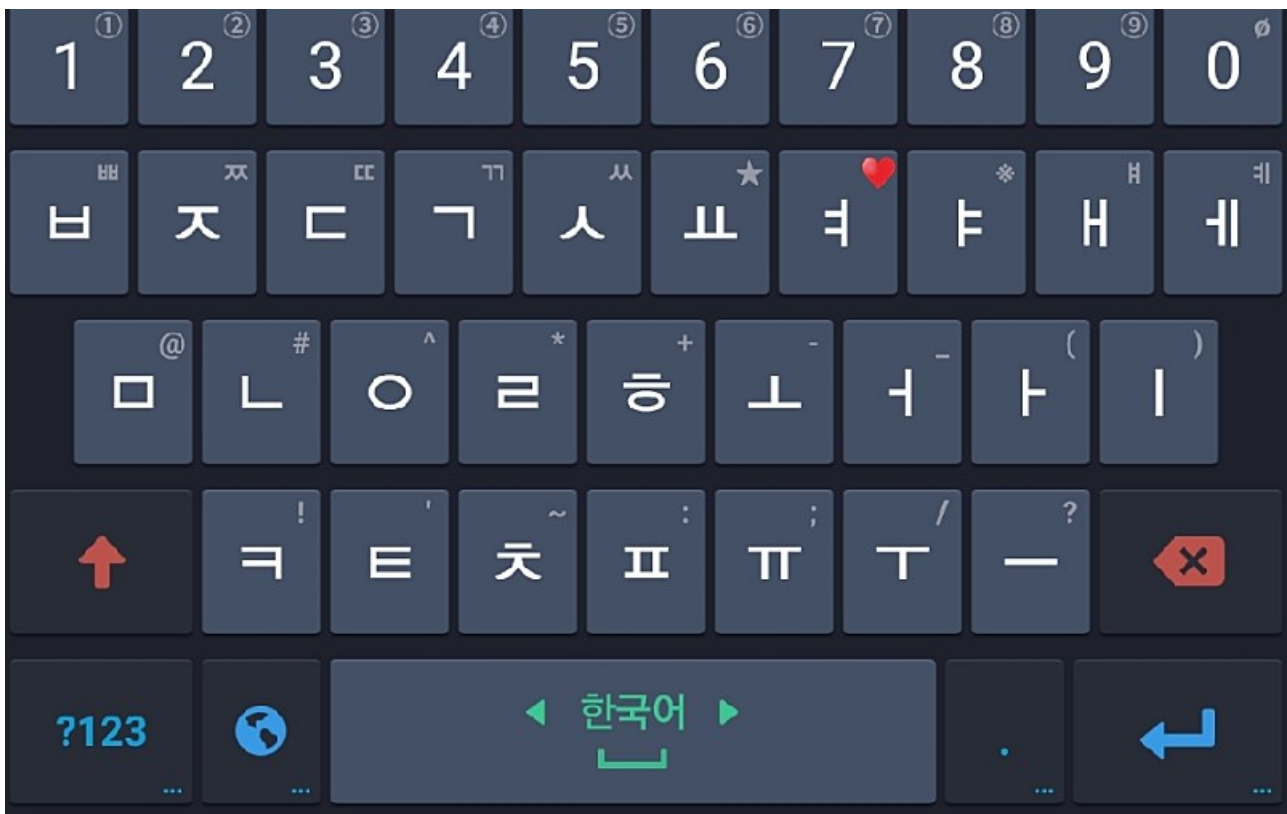 1 ① 2 ② 3 ③ 4 ④ 5 ⑤ 6 ⑥ 7 ⑦ 8 ⑧ 9 ⑨ 0 ø
ㅂ ㅃ ㅈ ㅉ ㄷ ㄸ ㄱ ㄲ ㅅ ㅆ ㅛ ★ ㅕ ♥ ㅑ ※ ㅐ ㅒ ㅔ ㅖ
ㅁ @ ㄴ # ㅇ ^ ㄹ * ㅎ + ㅗ - ㅓ _ ㅏ ( ㅣ )
ㅋ ! ㅌ ' ㅊ ~ ㅍ : ㅠ ; ㅜ / ㅡ ?
?123 ... ... 한국어 . ... ...